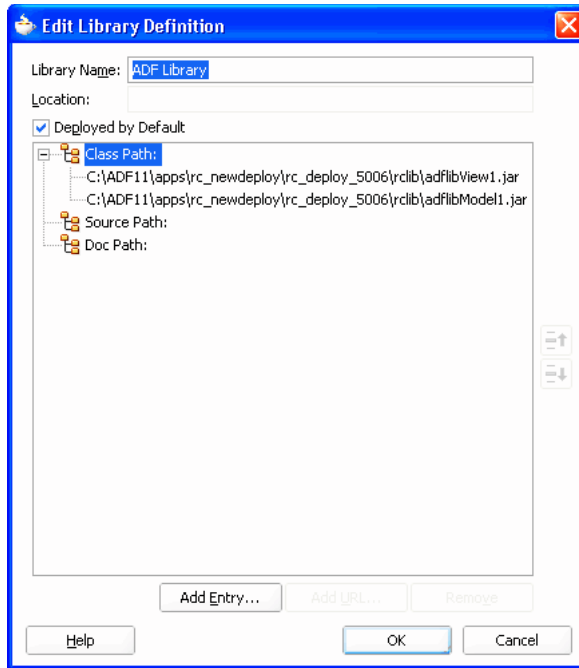 Edit Library Definition
Library Name: ADF Library
Location:
Deployed by Default
Class Path:
C:\ADF11\apps\rc_newdeploy\rc_deploy_5006\rclib\adflibView1.jar
C:\ADF11\apps\rc_newdeploy\rc_deploy_5006\rclib\adflibModel1.jar
Source Path:
Doc Path:
Add Entry... Add URL... Remove
Help OK Cancel